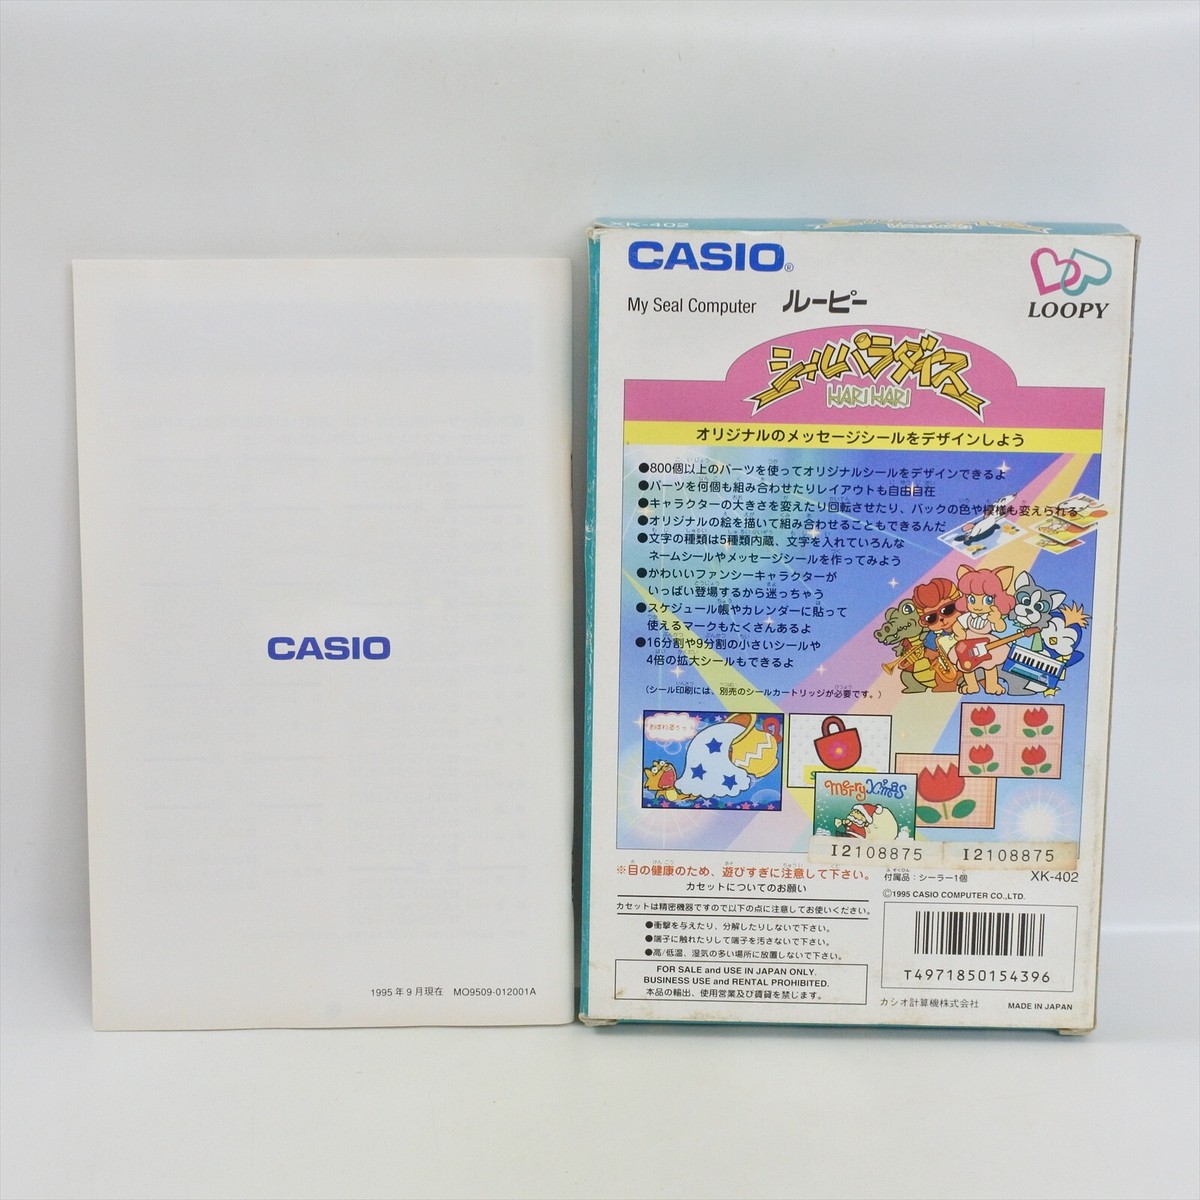 CASIO
1995年9月現在 MO9509-012001A
XK-402
CASIO®
LOOPY
My Seal Computer ルーピー
シールパラダイス
HARI HARI
オリジナルのメッセージシールをデザインしよう
●800個以上のパーツを使ってオリジナルシールをデザインできるよ
●パーツを何個も組み合わせたりレイアウトも自由自在
●キャラクターの大きさを変えたり回転させたり、バックの色や模様も変えられる
●オリジナルの絵を描いて組み合わせることもできるんだ
●文字の種類は5種類内蔵、文字を入れていろんな
ネームシールやメッセージシールを作ってみよう
●かわいいファンシーキャラクターが
いっぱい登場するから迷っちゃう
●スケジュール帳やカレンダーに貼って
使えるマークもたくさんあるよ
●16分割や9分割の小さいシールや
4倍の拡大シールもできるよ
(シール印刷には、別売のシールカートリッジが必要です。)
Merry X'mas
I2108875
I2108875
※目の健康のため、遊びすぎに注意して下さい。
付属品:シーラー1個 XK-402
カセットについてのお願い
©1995 CASIO COMPUTER CO.,LTD.
カセットは精密機器ですので以下の点に注意してお使いください。
●衝撃を与えたり、分解したりしないで下さい。
●端子に触れたりして端子を汚さないで下さい。
●高/低温、湿気の多い場所に放置しないで下さい。
FOR SALE and USE IN JAPAN ONLY.
BUSINESS USE and RENTAL PROHIBITED.
本品の輸出、使用営業及び賃貸を禁じます。
T4971850154396
カシオ計算機株式会社 MADE IN JAPAN